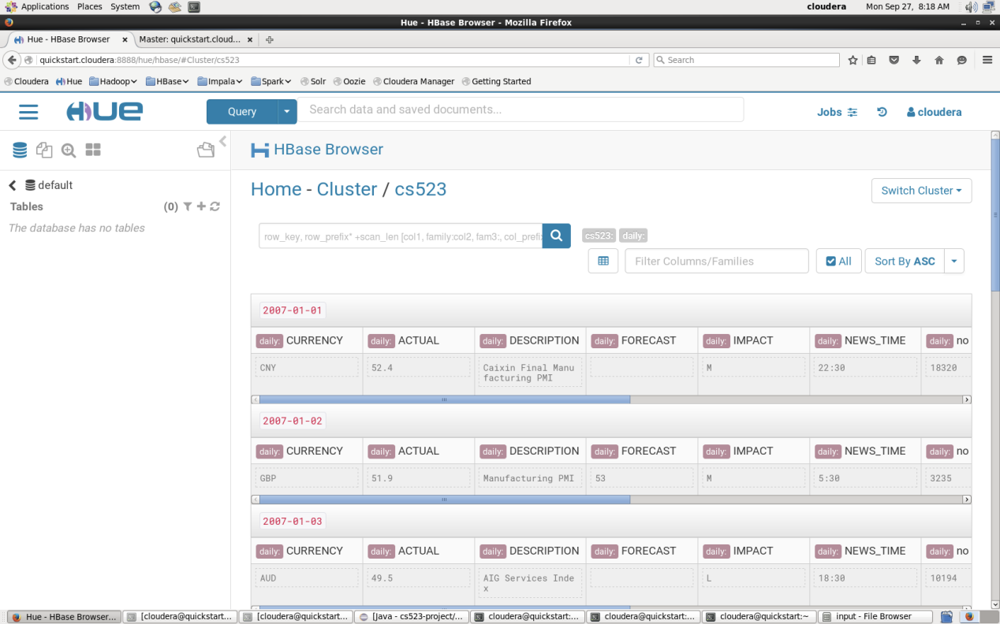 Applications Places System cloudera Mon Sep 27, 8:18 AM
Hue - HBase Browser - Mozilla Firefox
Hue - HBase Browser Master: quickstart.cloud...
quickstart.cloudera:8888/hue/hbase/#Cluster/cs523 Search
Cloudera Hue Hadoop HBase Impala Spark Solr Oozie Cloudera Manager Getting Started
HUE Query Search data and saved documents... Jobs cloudera
HBase Browser
default
Home - Cluster / cs523 Switch Cluster
Tables (0)
The database has no tables
row_key, row_prefix* +scan_len [col1, family:col2, fam3:, col_prefi cs523: daily:
Filter Columns/Families All Sort By ASC
2007-01-01
daily: CURRENCY daily: ACTUAL daily: DESCRIPTION daily: FORECAST daily: IMPACT daily: NEWS_TIME daily: no
CNY 52.4 Caixin Final Manu M 22:30 18320
facturing PMI
2007-01-02
daily: CURRENCY daily: ACTUAL daily: DESCRIPTION daily: FORECAST daily: IMPACT daily: NEWS_TIME daily: no
GBP 51.9 Manufacturing PMI 53 M 5:30 3235
2007-01-03
daily: CURRENCY daily: ACTUAL daily: DESCRIPTION daily: FORECAST daily: IMPACT daily: NEWS_TIME daily: no
AUD 49.5 AIG Services Inde L 18:30 10194
x
Hue - HBase Browser... [cloudera@quickstart... [cloudera@quickstart... [Java - cs523-project/... cloudera@quickstart:... cloudera@quickstart:... cloudera@quickstart:~ input - File Browser